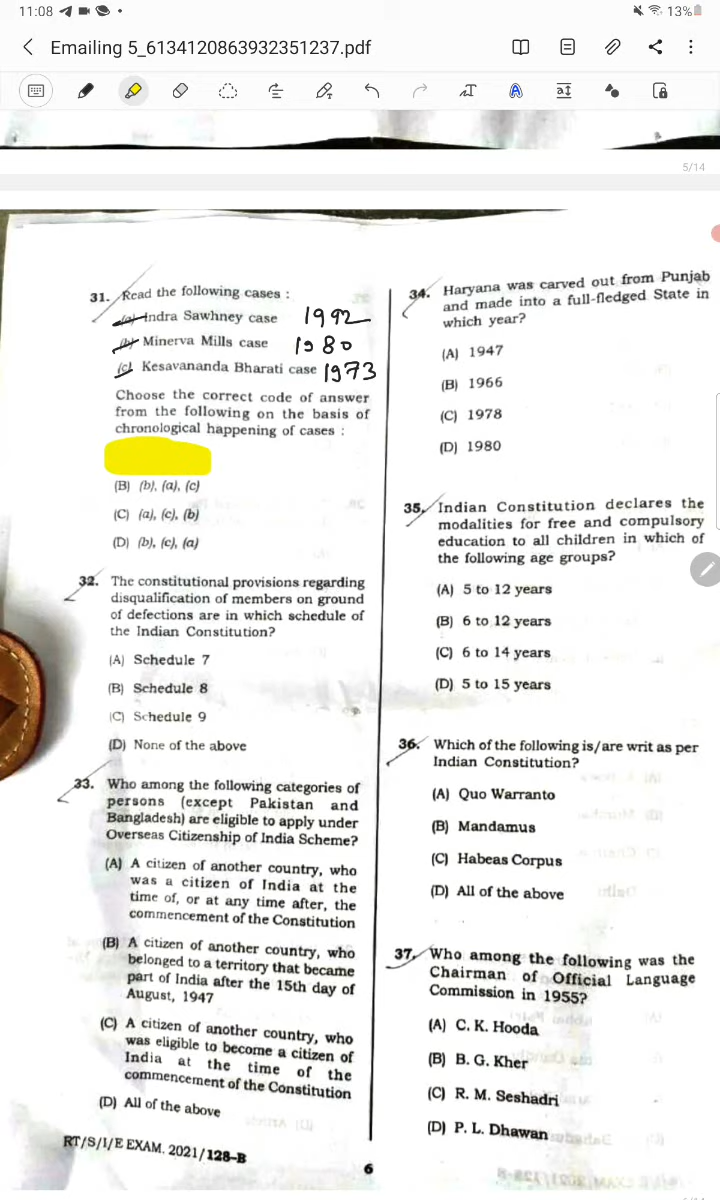 11:08
13%
Emailing 5_6134120863932351237.pdf
5/14
31. Read the following cases :
(a) Indra Sawhney case 1992
(b) Minerva Mills case 1980
(c) Kesavananda Bharati case 1973
Choose the correct code of answer
from the following on the basis of
chronological happening of cases :
(B) (b), (a), (c)
(C) (a), (c), (b)
(D) (b), (c), (a)
32. The constitutional provisions regarding
disqualification of members on ground
of defections are in which schedule of
the Indian Constitution?
(A) Schedule 7
(B) Schedule 8
(C) Schedule 9
(D) None of the above
33. Who among the following categories of
persons (except Pakistan and
Bangladesh) are eligible to apply under
Overseas Citizenship of India Scheme?
(A) A citizen of another country, who
was a citizen of India at the
time of, or at any time after, the
commencement of the Constitution
(B) A citizen of another country, who
belonged to a territory that became
part of India after the 15th day of
August, 1947
(C) A citizen of another country, who
was eligible to become a citizen of
India at the time of the
commencement of the Constitution
(D) All of the above
RT/S/I/E EXAM. 2021/128-B
34. Haryana was carved out from Punjab
and made into a full-fledged State in
which year?
(A) 1947
(B) 1966
(C) 1978
(D) 1980
35. Indian Constitution declares the
modalities for free and compulsory
education to all children in which of
the following age groups?
(A) 5 to 12 years
(B) 6 to 12 years
(C) 6 to 14 years
(D) 5 to 15 years
36. Which of the following is/are writ as per
Indian Constitution?
(A) Quo Warranto
(B) Mandamus
(C) Habeas Corpus
(D) All of the above
37. Who among the following was the
Chairman of Official Language
Commission in 1955?
(A) C. K. Hooda
(B) B. G. Kher
(C) R. M. Seshadri
(D) P. L. Dhawan
6